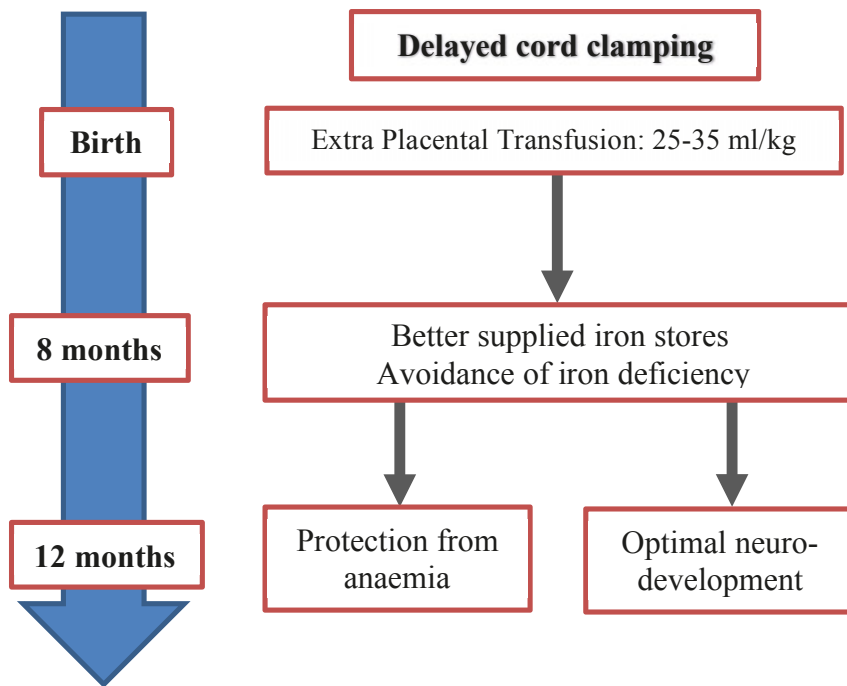 Delayed cord clamping
Birth
Extra Placental Transfusion: 25-35 ml/kg
8 months
Better supplied iron stores
Avoidance of iron deficiency
12 months
Protection from
anaemia
Optimal neuro-
development